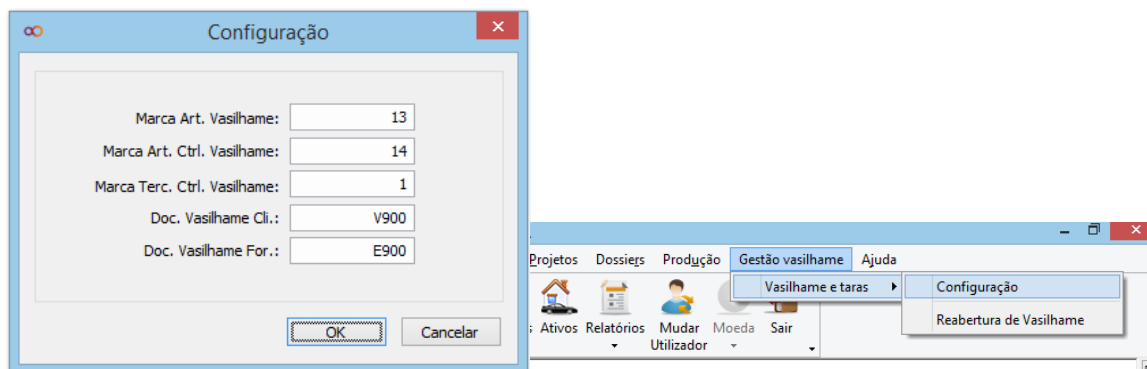 Configuração
Marca Art. Vasilhame: 13
Marca Art. Ctrl. Vasilhame: 14
Marca Terc. Ctrl. Vasilhame: 1
Doc. Vasilhame Cli.: V900
Doc. Vasilhame For.: E900
OK Cancelar
Projetos Dossiers Produção Gestão vasilhame Ajuda
Vasilhame e taras Configuração
Reabertura de Vasilhame
s Ativos Relatórios Mudar Utilizador Moeda Sair